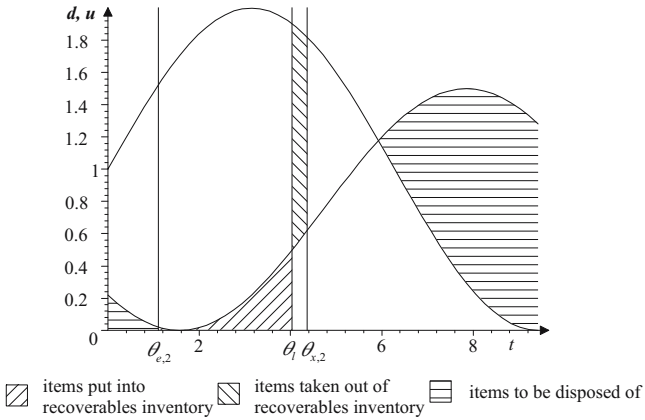 d, u
1.8
1.6
1.4
1.2
1
0.8
0.6
0.4
0.2
0
θe,2
2
θl
θx,2
6
8
t
items put into
recoverables inventory
items taken out of
recoverables inventory
items to be disposed of